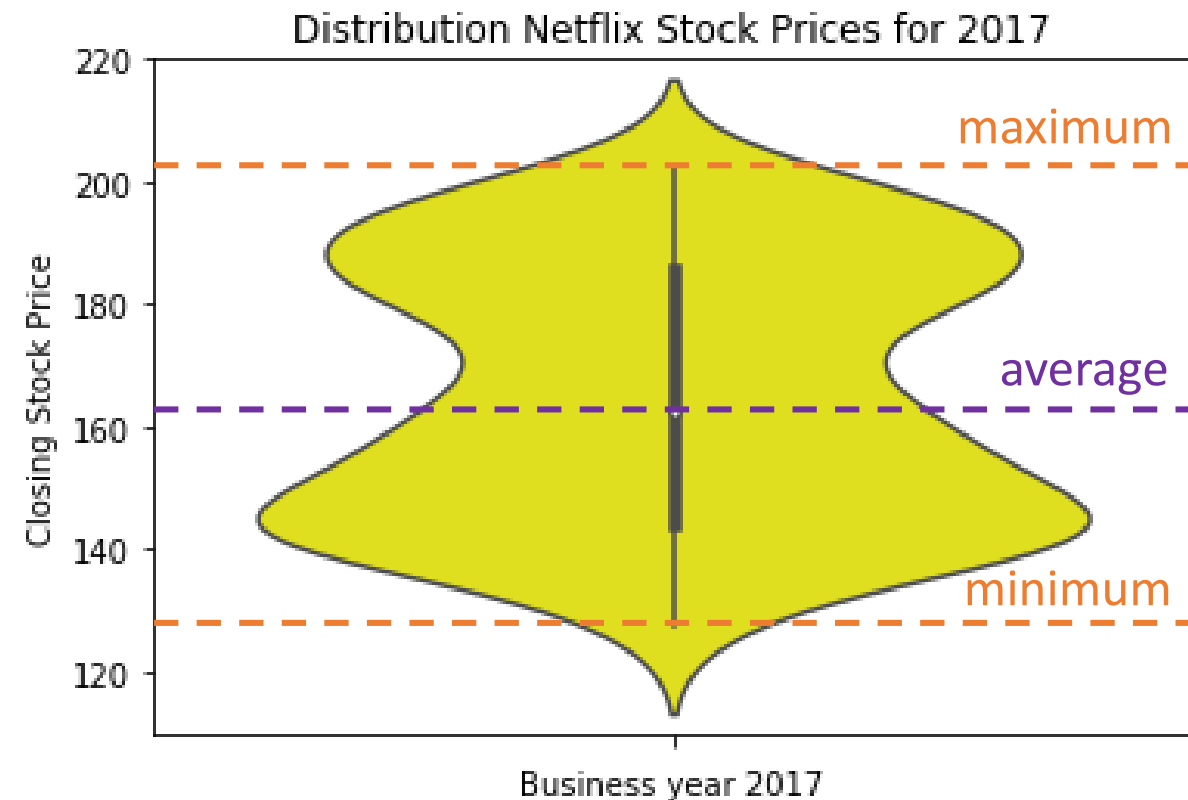 Distribution Netflix Stock Prices for 2017
220
maximum
200
180
average
160
140
minimum
120
Closing Stock Price
Business year 2017